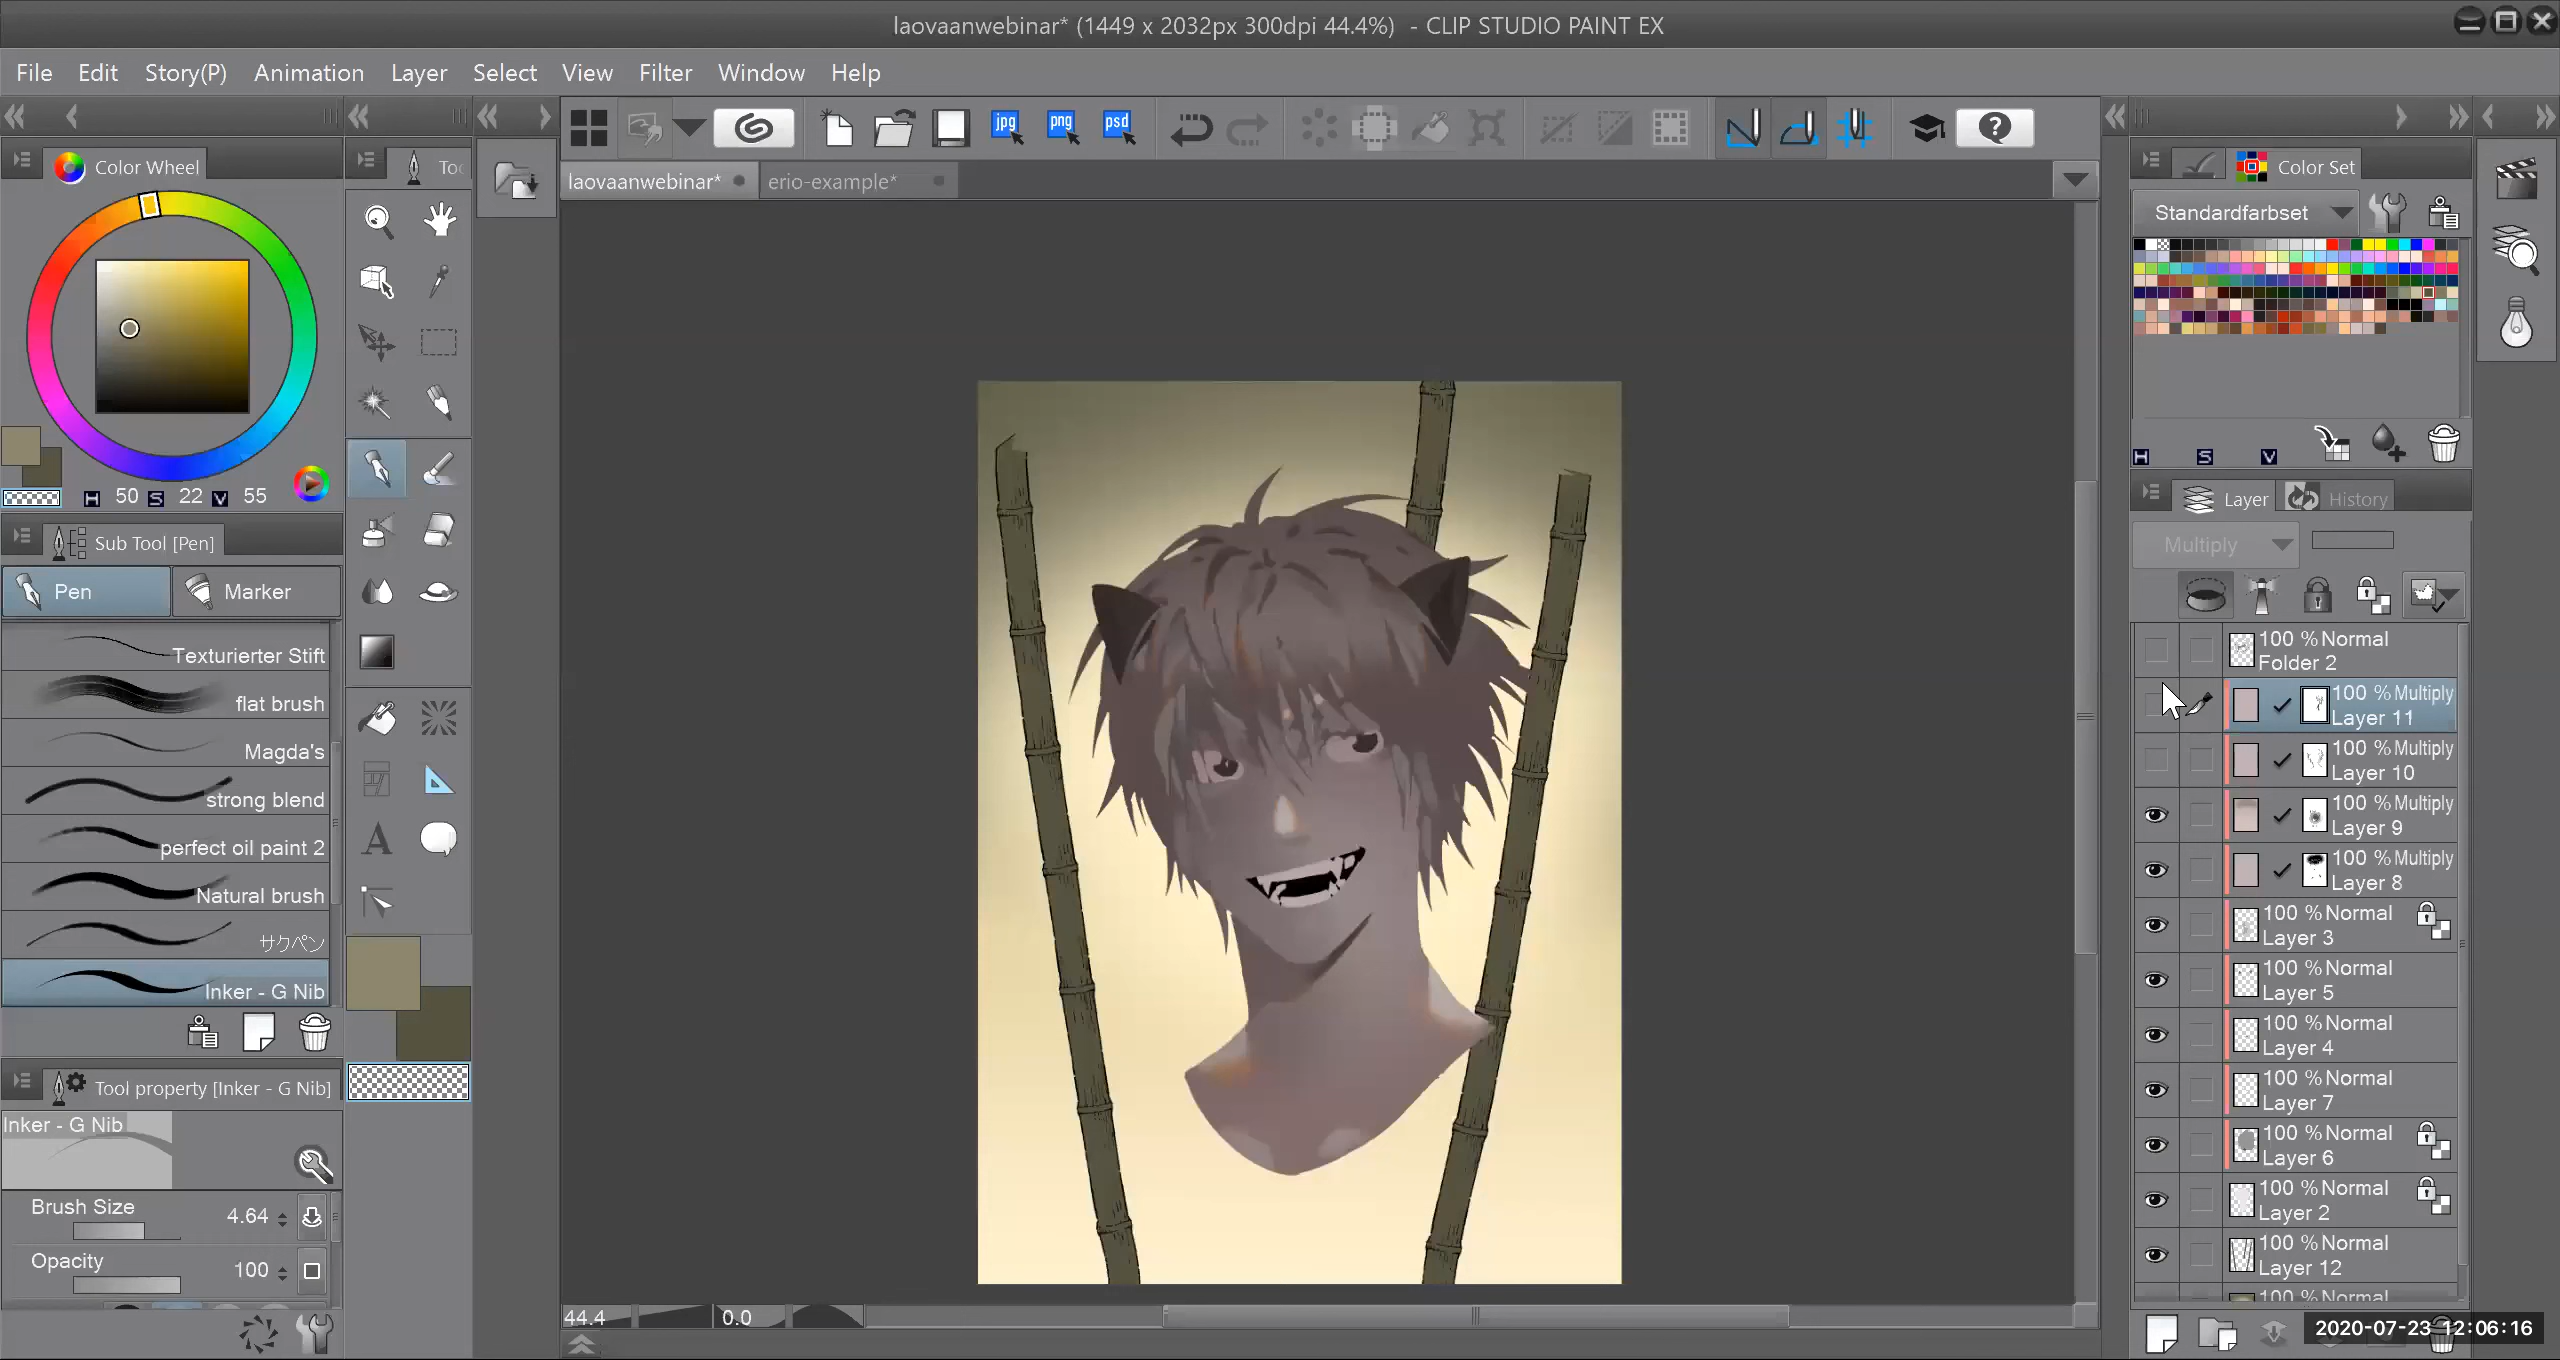 laovaanwebinar* (1449 x 2032px 300dpi 44.4%) - CLIP STUDIO PAINT EX
File Edit Story(P) Animation Layer Select View Filter Window Help
jpg png psd
Color Wheel
Too
laovaanwebinar* erio-example*
Color Set
Standardfarbset
H 50 S 22 V 55
H S V
Sub Tool [Pen]
Pen Marker
Texturierter Stift
flat brush
Magda's
strong blend
perfect oil paint 2
Natural brush
サクペン
Inker - G Nib
Tool property [Inker - G Nib]
Inker - G Nib
Brush Size 4.64
Opacity 100
44.4 0.0
Layer History
Multiply
100 % Normal
Folder 2
100 % Multiply
Layer 11
100 % Multiply
Layer 10
100 % Multiply
Layer 9
100 % Multiply
Layer 8
100 % Normal
Layer 3
100 % Normal
Layer 5
100 % Normal
Layer 4
100 % Normal
Layer 7
100 % Normal
Layer 6
100 % Normal
Layer 2
100 % Normal
Layer 12
100 % Normal
2020-07-23 12:06:16